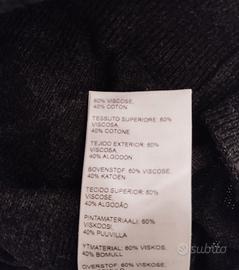 60% VISCOSE,
40% COTON
TESSUTO SUPERIORE: 60%
VISCOSA,
40% COTONE
TEJIDO EXTERIOR: 60%
VISCOSA,
40% ALGODON
BOVENSTOF: 60% VISCOSE,
40% KATOEN
TECIDO SUPERIOR: 60%
VISCOSE,
40% ALGODÃO
PINTAMATERIAALI: 60%
VISKOOSI
40% PUUVILLA
YTMATERIAL: 60% VISKOS,
40% BOMULL
OVERSTOF: 60% VISKOSE,
subito